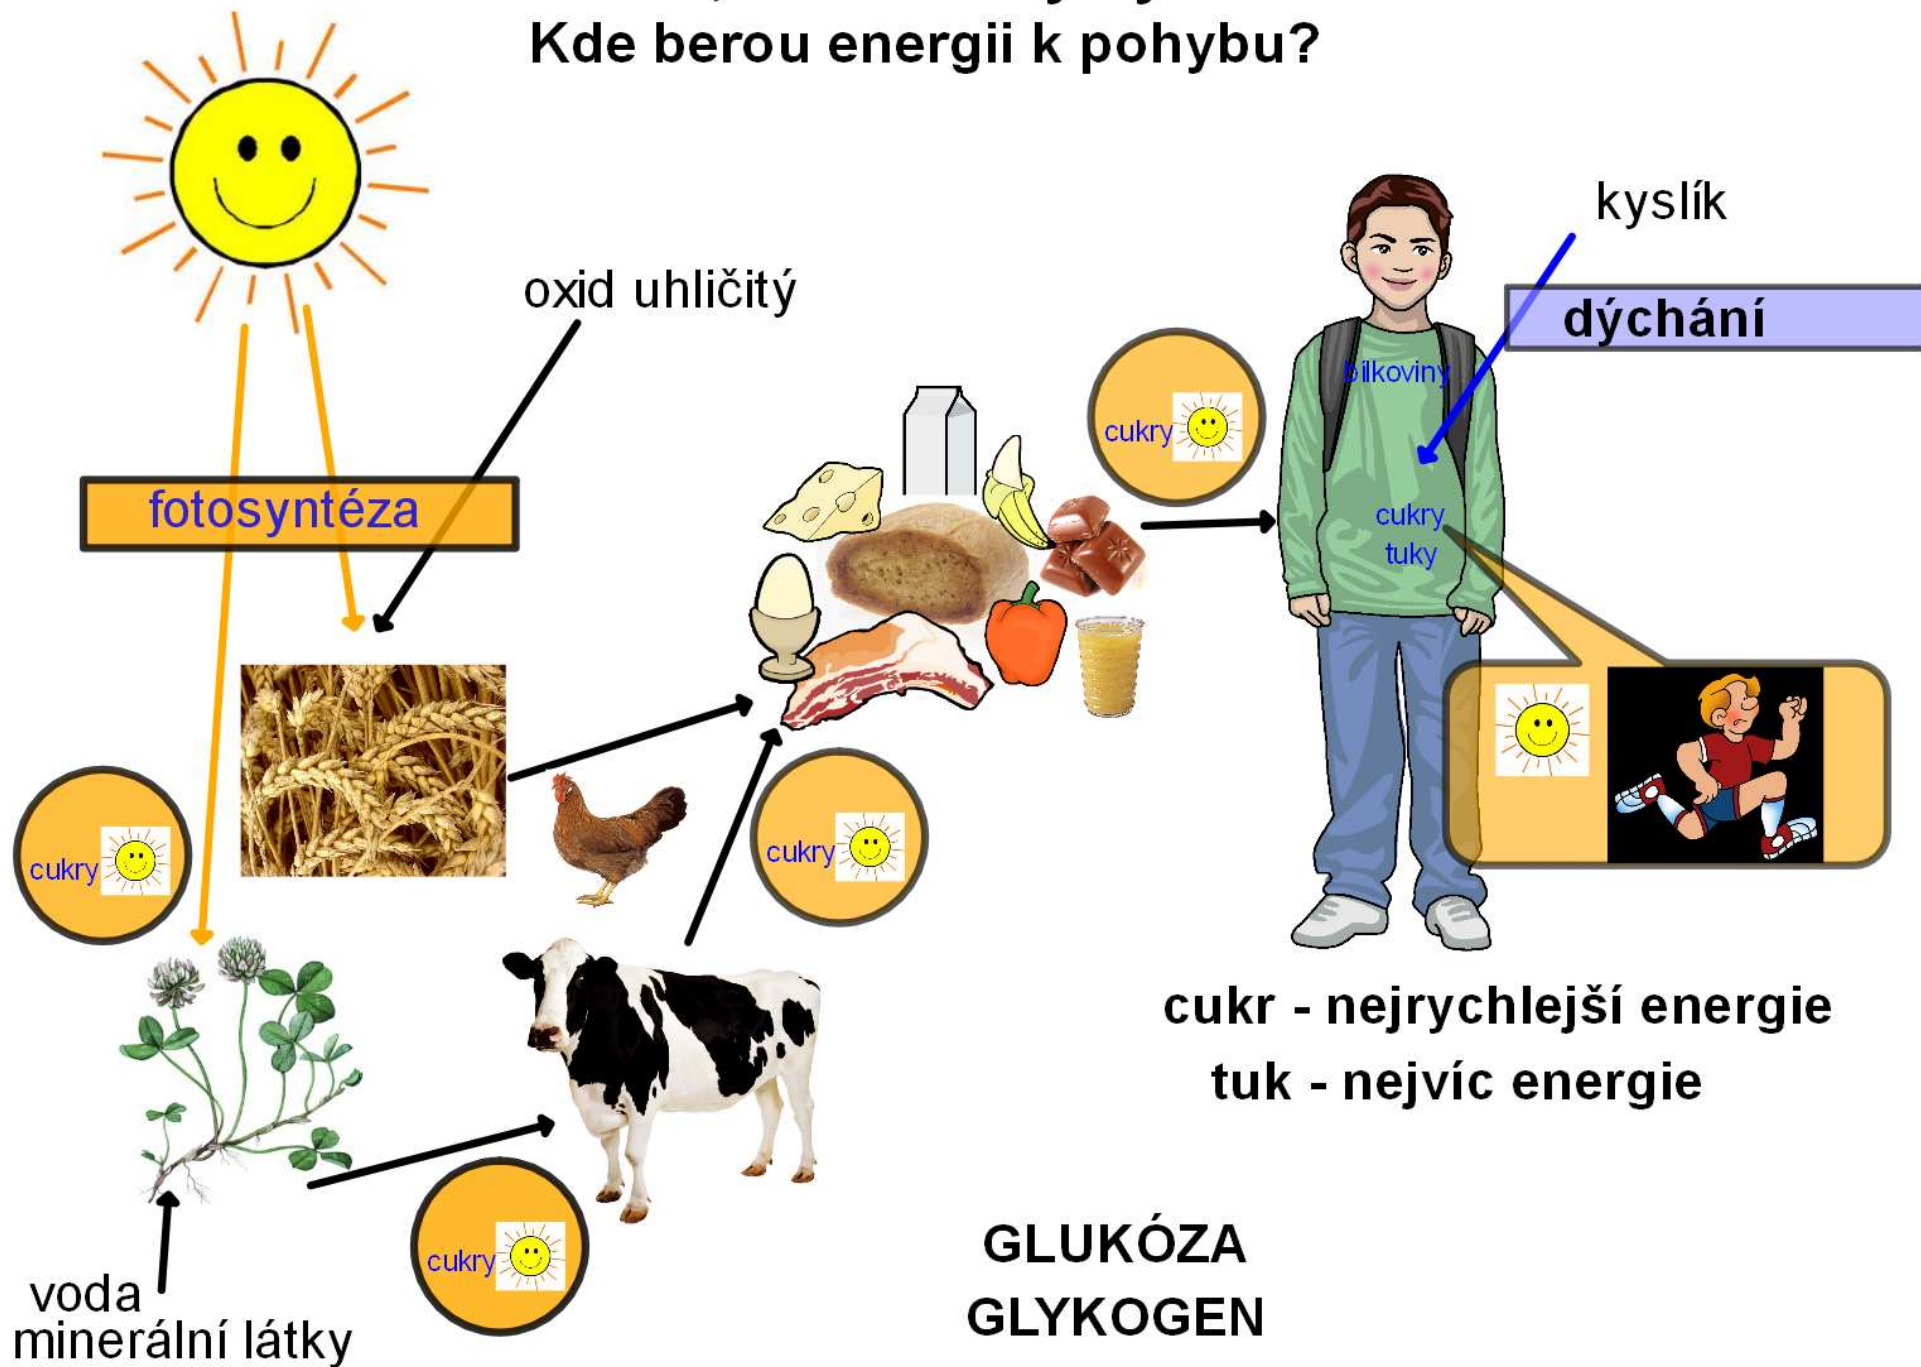 Kde berou energii k pohybu?
kyslík
oxid uhličitý
dýchání
bílkoviny
cukry
fotosyntéza
cukry
tuky
cukry
cukry
cukr - nejrychlejší energie
tuk - nejvíc energie
cukry
GLUKÓZA
voda
minerální látky
GLYKOGEN